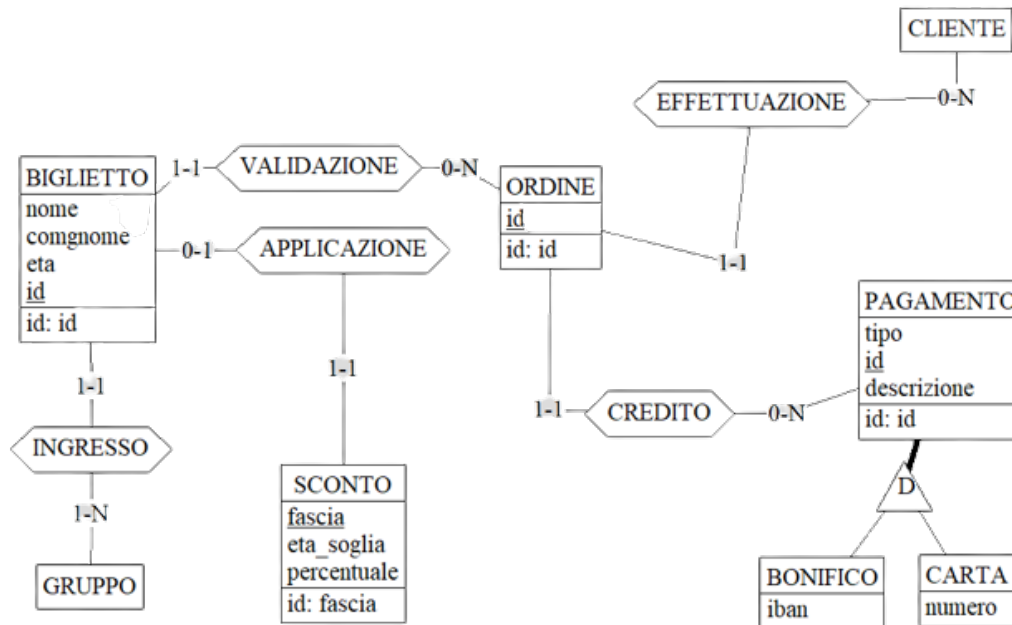 CLIENTE
0-N
EFFETTUAZIONE
1-1
VALIDAZIONE
0-N
BIGLIETTO
nome
comgnome
eta
id
id: id
ORDINE
id
id: id
0-1
APPLICAZIONE
1-1
1-1
PAGAMENTO
tipo
id
descrizione
id: id
1-1
1-1
CREDITO
0-N
INGRESSO
SCONTO
fascia
eta_soglia
percentuale
id: fascia
D
1-N
GRUPPO
BONIFICO
iban
CARTA
numero